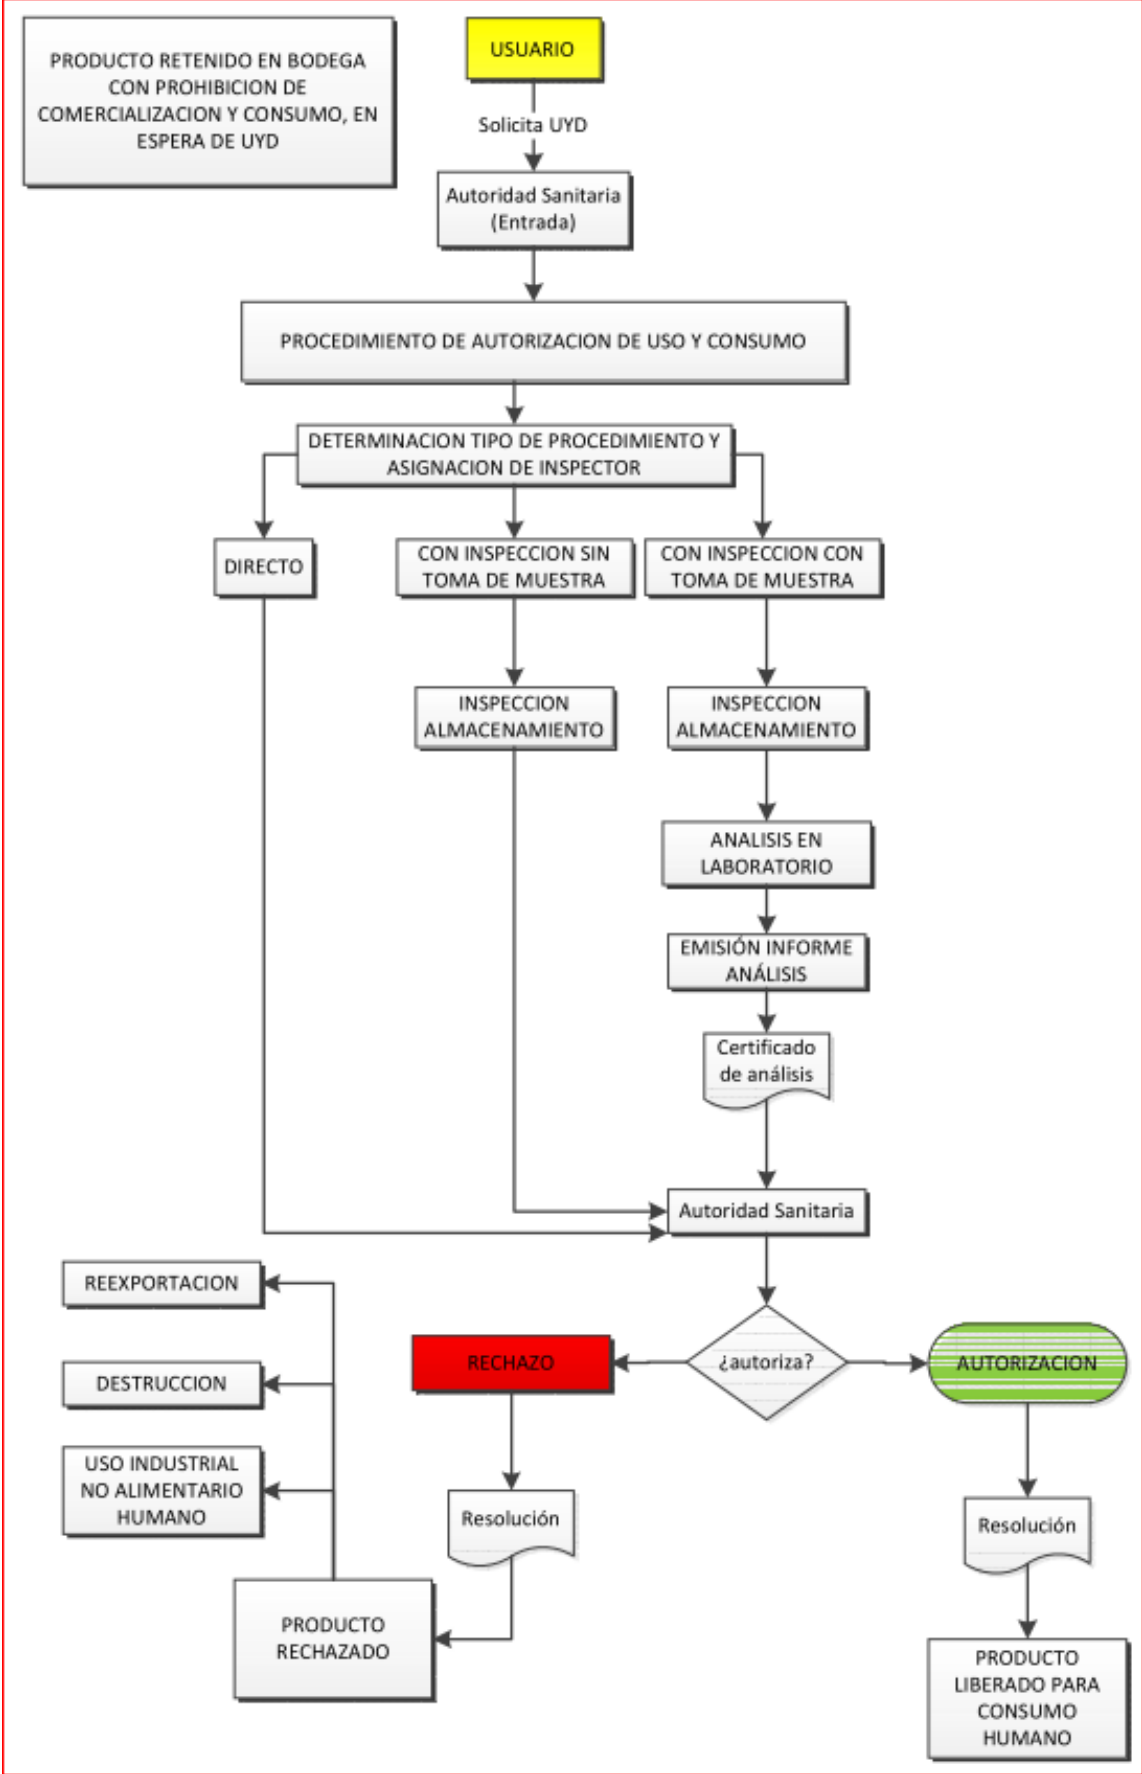 PRODUCTO RETENIDO EN BODEGA
CON PROHIBICION DE
COMERCIALIZACION Y CONSUMO, EN
ESPERA DE UYD
USUARIO
Solicita UYD
Autoridad Sanitaria
(Entrada)
PROCEDIMIENTO DE AUTORIZACION DE USO Y CONSUMO
DETERMINACION TIPO DE PROCEDIMIENTO Y
ASIGNACION DE INSPECTOR
DIRECTO
CON INSPECCION SIN
TOMA DE MUESTRA
CON INSPECCION CON
TOMA DE MUESTRA
INSPECCION
ALMACENAMIENTO
INSPECCION
ALMACENAMIENTO
ANALISIS EN
LABORATORIO
EMISIÓN INFORME
ANÁLISIS
Certificado
de análisis
Autoridad Sanitaria
¿autoriza?
RECHAZO
AUTORIZACION
REEXPORTACION
DESTRUCCION
USO INDUSTRIAL
NO ALIMENTARIO
HUMANO
Resolución
Resolución
PRODUCTO
RECHAZADO
PRODUCTO
LIBERADO PARA
CONSUMO
HUMANO